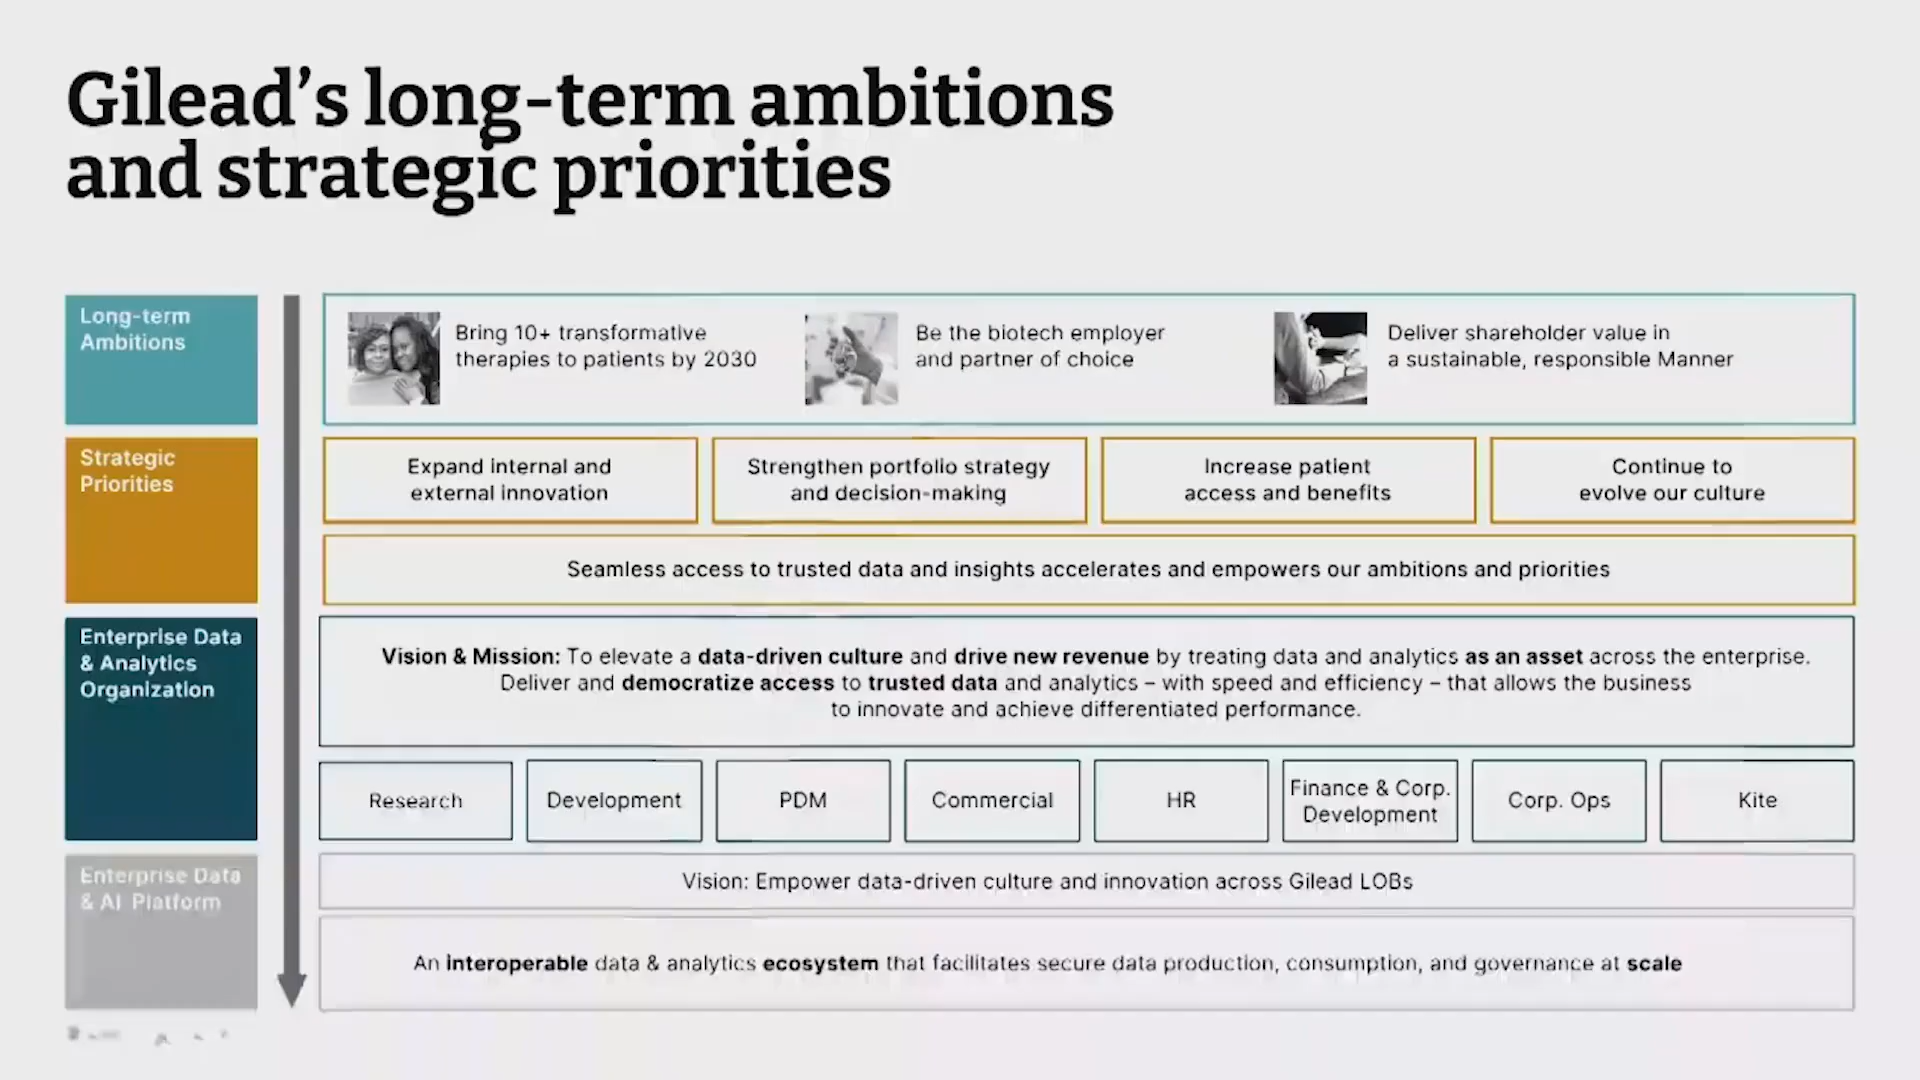 Gilead’s long-term ambitions
and strategic priorities
Long-term
Ambitions
Bring 10+ transformative
therapies to patients by 2030
Be the biotech employer
and partner of choice
Deliver shareholder value in
a sustainable, responsible Manner
Strategic
Priorities
Expand internal and
external innovation
Strengthen portfolio strategy
and decision-making
Increase patient
access and benefits
Continue to
evolve our culture
Seamless access to trusted data and insights accelerates and empowers our ambitions and priorities
Enterprise Data
& Analytics
Organization
Vision & Mission: To elevate a data-driven culture and drive new revenue by treating data and analytics as an asset across the enterprise.
Deliver and democratize access to trusted data and analytics – with speed and efficiency – that allows the business
to innovate and achieve differentiated performance.
Research
Development
PDM
Commercial
HR
Finance & Corp.
Development
Corp. Ops
Kite
Enterprise Data
& AI Platform
Vision: Empower data-driven culture and innovation across Gilead LOBs
An interoperable data & analytics ecosystem that facilitates secure data production, consumption, and governance at scale